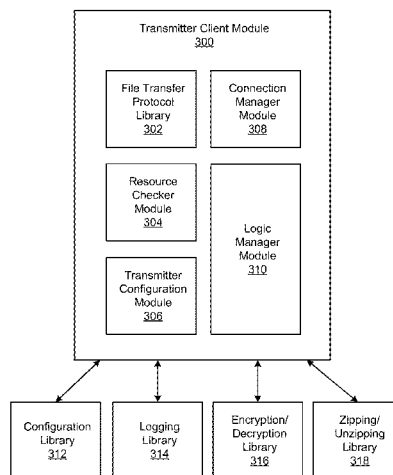 Transmitter Client Module
300
File Transfer
Protocol
Library
302
Connection
Manager
Module
308
Resource
Checker
Module
304
Logic
Manager
Module
310
Transmitter
Configuration
Module
306
Configuration
Library
312
Logging
Library
314
Encryption/
Decryption
Library
316
Zipping/
Unzipping
Library
318